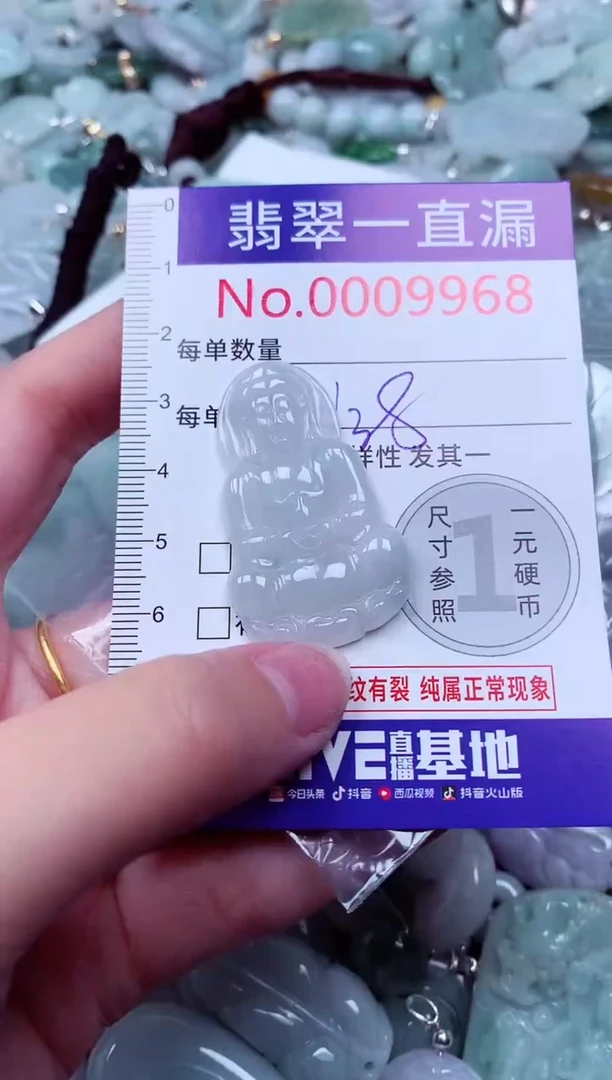 0
翡翠一直漏
No.0009968
1
2
每单数量
3
每单
138
样性 发其一
4
尺寸参照
1
一元硬币
5
6
纹有裂 纯属正常现象
直播基地
今日头条 抖音 西瓜视频 抖音火山版